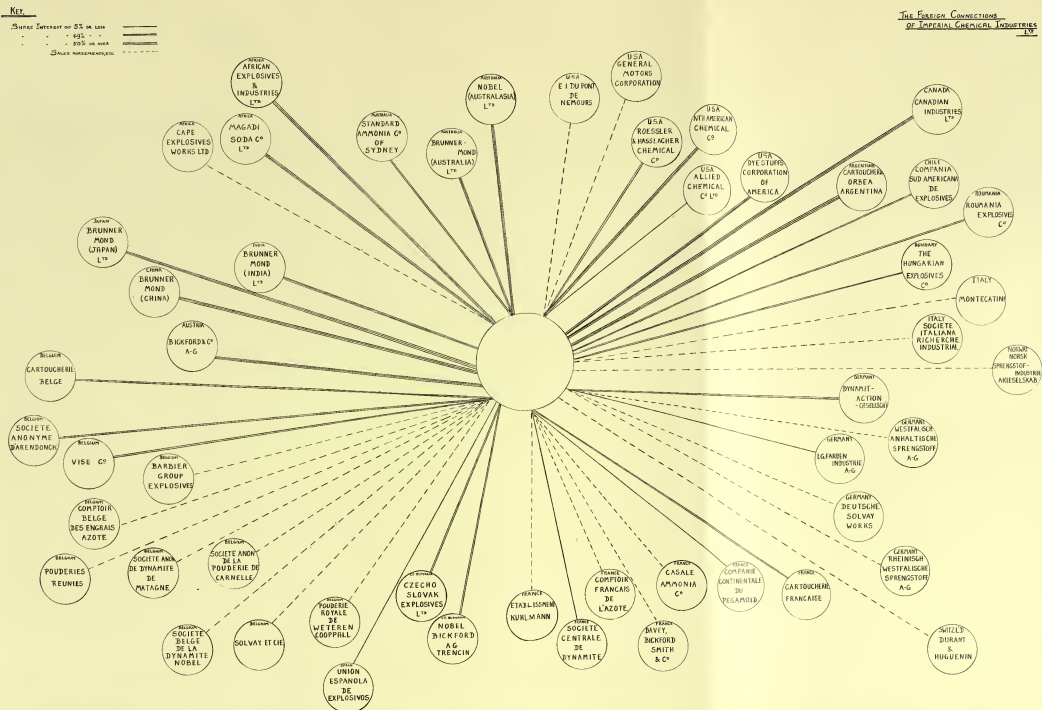 KEY.
SHARE INTEREST OF 5% OR LESS
" " " 49% " "
" " " 50% OR OVER
SALES AGREEMENTS, ETC
THE FOREIGN CONNECTIONS
OF IMPERIAL CHEMICAL INDUSTRIES
LTD
AFRICA
AFRICAN
EXPLOSIVES
&
INDUSTRIES
LTD
AFRICA
CAPE
EXPLOSIVES
WORKS LTD
AFRICA
MAGADI
SODA CO
LTD
AUSTRALIA
STANDARD
AMMONIA CO
OF
SYDNEY
AUSTRALIA
BRUNNER-
MOND
(AUSTRALIA)
LTD
AUSTRALIA
NOBEL
(AUSTRALASIA)
LTD
USA
E I DU PONT
DE
NEMOURS
USA
GENERAL
MOTORS
CORPORATION
USA
ROESSLER
& HASSLACHER
CHEMICAL
CO
USA
NTH AMERICAN
CHEMICAL
CO
USA
ALLIED
CHEMICAL
CO LTD
USA
DYESTUFFS
CORPORATION
OF
AMERICA
ARGENTINE
CARTOUCHERIA
ORBEA
ARGENTINA
CANADA
CANADIAN
INDUSTRIES
LTD
CHILE
COMPANIA
SUD AMERICANA
DE
EXPLOSIVES
ROUMANIA
ROUMANIA
EXPLOSIVES
CO
HUNGARY
THE
HUNGARIAN
EXPLOSIVES
CO
ITALY
MONTECATINI
ITALY
SOCIETE
ITALIANA
RICHERCHE
INDUSTRIAL
NORWAY
NORSK
SPRENGSTOF-
INDUSTRIE
AKIESELSKAB
JAPAN
BRUNNER
MOND
(JAPAN)
LTD
CHINA
BRUNNER
MOND
(CHINA)
INDIA
BRUNNER
MOND
(INDIA)
LTD
AUSTRIA
BICKFORD & CO
A-G
BELGIUM
CARTOUCHERIE
BELGE
BELGIUM
SOCIETE
ANONYME
D'ARENDONCK
BELGIUM
VISE CO
BELGIUM
BARBIER
GROUP
EXPLOSIVES
BELGIUM
COMPTOIR
BELGE
DES ENGRAIS
AZOTE
BELGIUM
POUDERIES
REUNIES
BELGIUM
SOCIETE ANON
DE DYNAMITE
DE
MATAGNE
BELGIUM
SOCIETE ANON
DE LA
POUDERIE DE
CARNELLE
BELGIUM
SOCIETE
BELGE
DE LA
DYNAMITE
NOBEL
BELGIUM
SOLVAY ET CIE
BELGIUM
POUDERIE
ROYALE
DE
WETEREN
COOPPALL
SPAIN
UNION
ESPANOLA
DE
EXPLOSIVOS
CZECHO
SLOVAK
EXPLOSIVES
LTD
NOBEL
BICKFORD
AG
TRENCIN
FRANCE
ETABLISSMENT
KUHLMANN
FRANCE
SOCIETE
CENTRALE
DE
DYNAMITE
FRANCE
COMPTOIR
FRANCAIS
DE
L'AZOTE
FRANCE
DAVEY,
BICKFORD
SMITH
& CO
FRANCE
CASALE
AMMONIA
CO
FRANCE
COMPANIE
CONTINENTALE
DU
PEGAMOID
FRANCE
CARTOUCHERIE
FRANCAISE
GERMANY
DYNAMIT-
ACTION
-GESELLSCH
GERMANY
WESTFALISCH
ANHALTISCHE
SPRENGSTOFF
A-G
GERMANY
I.G. FARBEN
INDUSTRIE
A-G
GERMANY
DEUTSCHE
SOLVAY
WORKS
GERMANY
RHEINISCH
WESTFALISCHE
SPRENGSTOFF
A-G
SWITZ'LD
DURANT
&
HUGUENIN